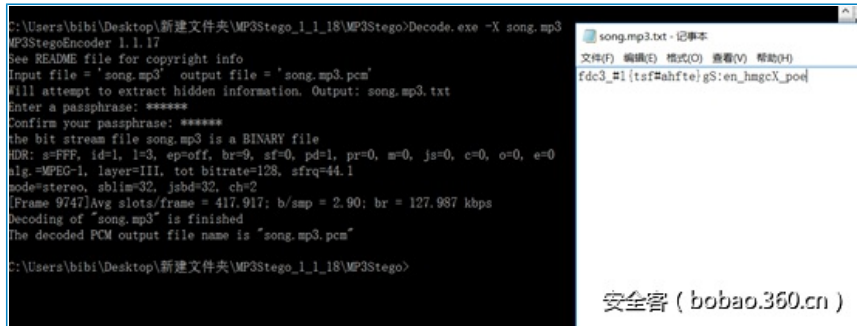 C:\Users\bibi\Desktop\新建文件夹\MP3Stego_1_1_18\MP3Stego>Decode.exe -X song.mp3
MP3StegoEncoder 1.1.17
See README file for copyright info
Input file = 'song.mp3'  output file = 'song.mp3.pcm'
Will attempt to extract hidden information. Output: song.mp3.txt
Enter a passphrase: ******
Confirm your passphrase: ******
the bit stream file song.mp3 is a BINARY file
HDR: s=FFF, id=1, l=3, ep=off, br=9, sf=0, pd=1, pr=0, m=0, js=0, c=0, o=0, e=0
alg.=MPEG-1, layer=III, tot bitrate=128, sfrq=44.1
mode=stereo, sblim=32, jsbd=32, ch=2
[Frame 9747]Avg slots/frame = 417.917; b/smp = 2.90; br = 127.987 kbps
Decoding of "song.mp3" is finished
The decoded PCM output file name is "song.mp3.pcm"
C:\Users\bibi\Desktop\新建文件夹\MP3Stego_1_1_18\MP3Stego>
song.mp3.txt - 记事本
文件(F) 编辑(E) 格式(O) 查看(V) 帮助(H)
fdc3_#l{tsf#ahfte}gS:en_hmgcX_poe
安全客（bobao.360.cn）